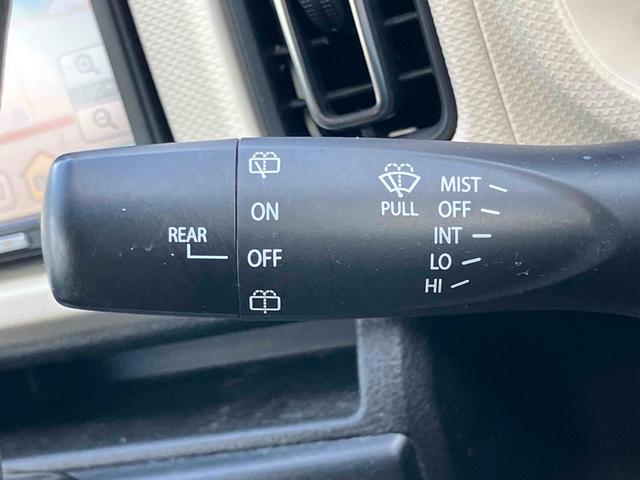 REAR
ON
OFF
PULL
MIST
OFF
INT
LO
HI